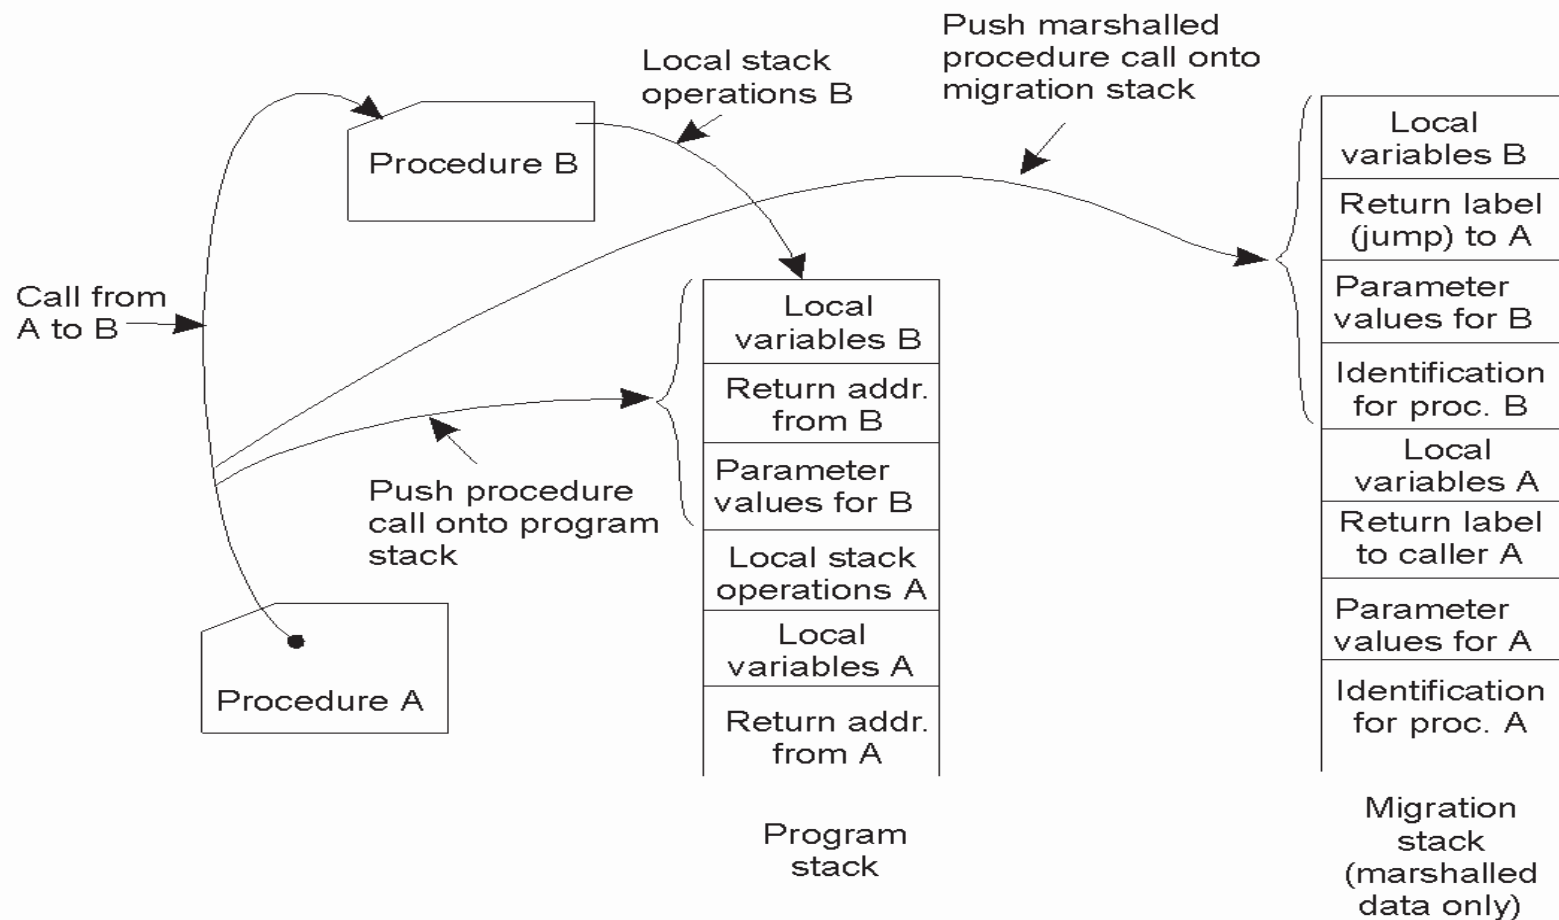 Push marshalled
procedure call onto
migration stack
Local stack
operations B
Procedure B
Call from
A to B
Push procedure
call onto program
stack
Procedure A
Local
variables B
Return addr.
from B
Parameter
values for B
Local stack
operations A
Local
variables A
Return addr.
from A
Program
stack
Local
variables B
Return label
(jump) to A
Parameter
values for B
Identification
for proc. B
Local
variables A
Return label
to caller A
Parameter
values for A
Identification
for proc. A
Migration
stack
(marshalled
data only)